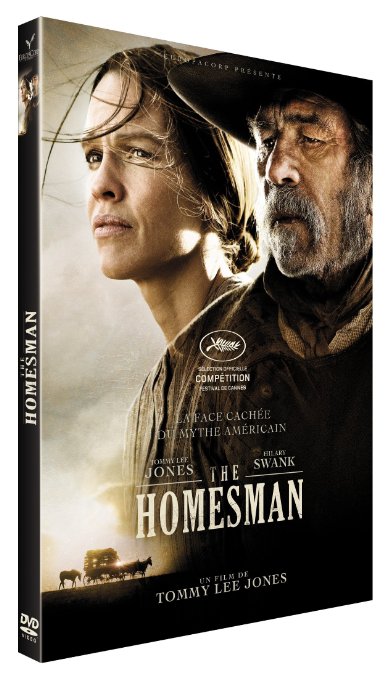 EUROPACORP
THE
HOMESMAN
DVD
VIDEO
EUROPACORP PRÉSENTE
SÉLECTION OFFICIELLE
COMPÉTITION
FESTIVAL DE CANNES
LA FACE CACHÉE
DU MYTHE AMÉRICAIN
TOMMY LEE
JONES
HILARY
SWANK
THE
HOMESMAN
UN FILM DE
TOMMY LEE JONES